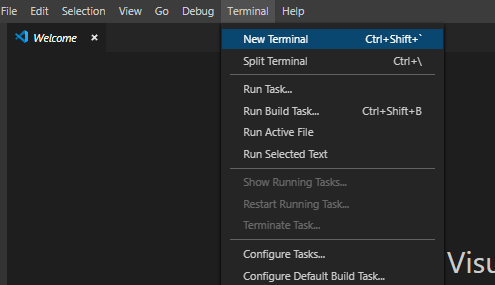 File Edit Selection View Go Debug Terminal Help
Welcome ×
New Terminal Ctrl+Shift+`
Split Terminal Ctrl+\
Run Task...
Run Build Task... Ctrl+Shift+B
Run Active File
Run Selected Text
Show Running Tasks...
Restart Running Task...
Terminate Task...
Configure Tasks...
Visu
Configure Default Build Task...